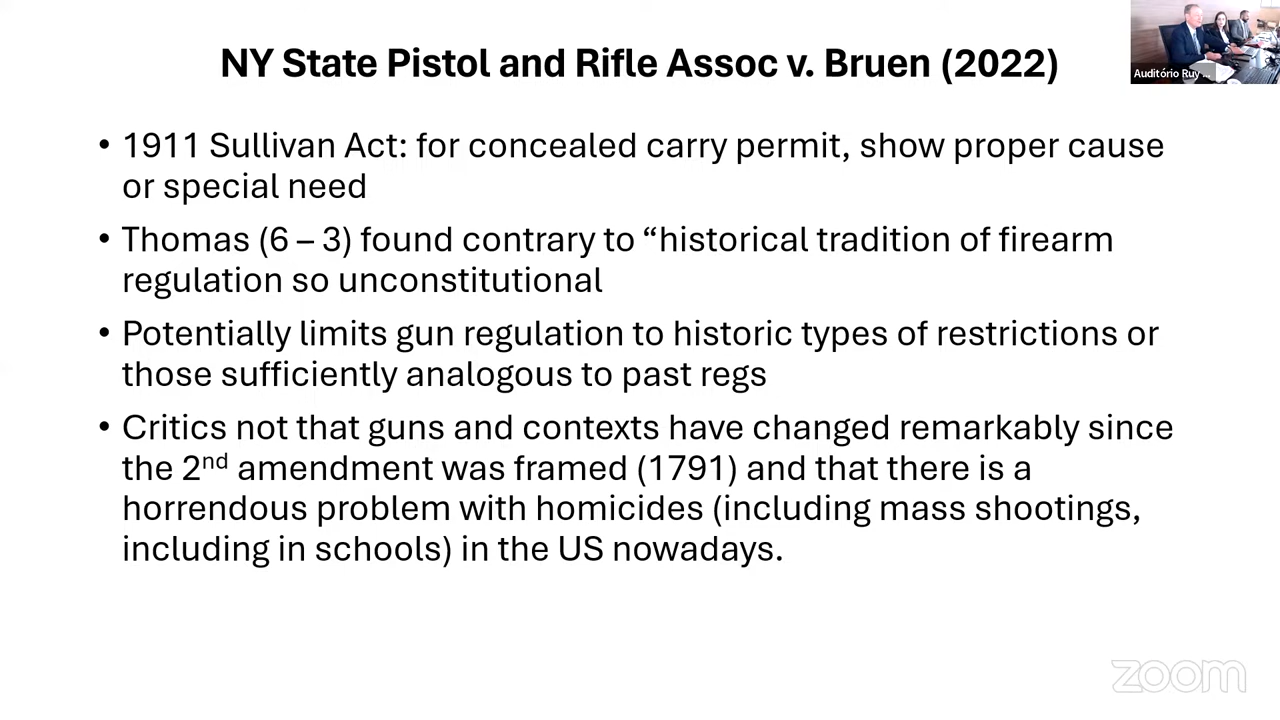 NY State Pistol and Rifle Assoc v. Bruen (2022)
Auditório Ruy ...
• 1911 Sullivan Act: for concealed carry permit, show proper cause
or special need
• Thomas (6 – 3) found contrary to “historical tradition of firearm
regulation so unconstitutional
• Potentially limits gun regulation to historic types of restrictions or
those sufficiently analogous to past regs
• Critics not that guns and contexts have changed remarkably since
the 2nd amendment was framed (1791) and that there is a
horrendous problem with homicides (including mass shootings,
including in schools) in the US nowadays.
zoom